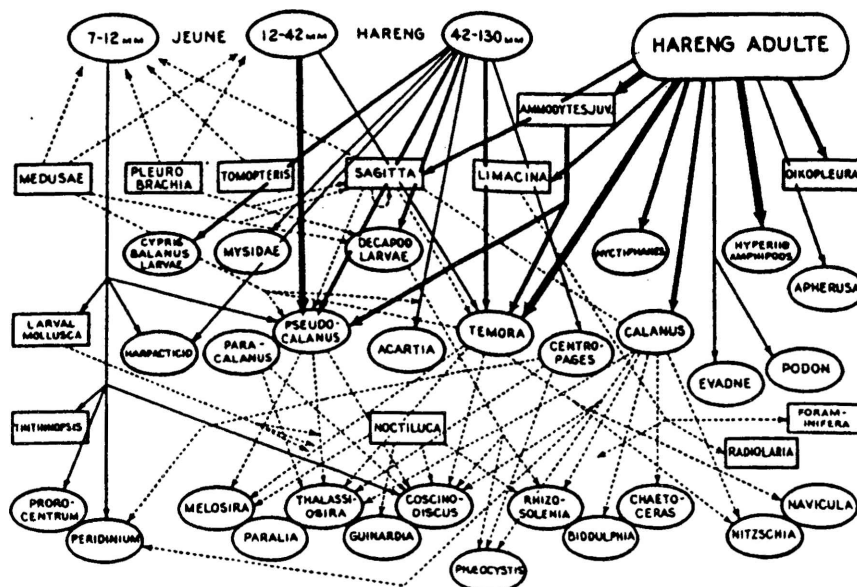 7-12 MM JEUNE 12-42 MM HARENG 42-130 MM
HARENG ADULTE
AMMODYTES JUV.
MEDUSAE
PLEURO
BRACHIA
TOMOPTERIS
SAGITTA
LIMACINA
OIKOPLEURA
CYPRIS
BALANUS
LARVAE
MYSIDAE
DECAPOD
LARVAE
NYCTIPHANES
HYPERIID
AMPHIPODS
APHERUSA
LARVAL
MOLLUSCA
HARPACTICID
PARA-
CALANUS
PSEUDO-
CALANUS
ACARTIA
TEMORA
CENTRO-
PAGES
CALANUS
EVADNE
PODON
TINTINNOPSIS
NOCTILUCA
FORAM-
INIFERA
RADIOLARIA
PRORO-
CENTRUM
PERIDINIUM
MELOSIRA
PARALIA
THALASSI-
OSIRA
GUINARDIA
COSCINO-
DISCUS
PHŒOCYSTIS
RHIZO-
SOLENIA
BIDDULPHIA
CHAETO-
CERAS
NITZSCHIA
NAVICULA